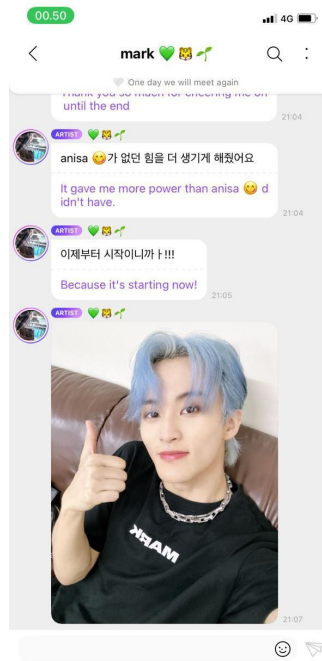 00.50
4G
mark 💚 🐯 🌱
🤍 One day we will meet again
Thank you so much for cheering me on
until the end
21:04
ARTIST 💚 🐯 🌱
anisa 😋가 없던 힘을 더 생기게 해줬어요
It gave me more power than anisa 😋 d
idn't have.
21:04
ARTIST 💚 🐯 🌱
이제부터 시작이니까ㅏ!!!
Because it's starting now!
21:05
ARTIST 💚 🐯 🌱
MARK
21:07